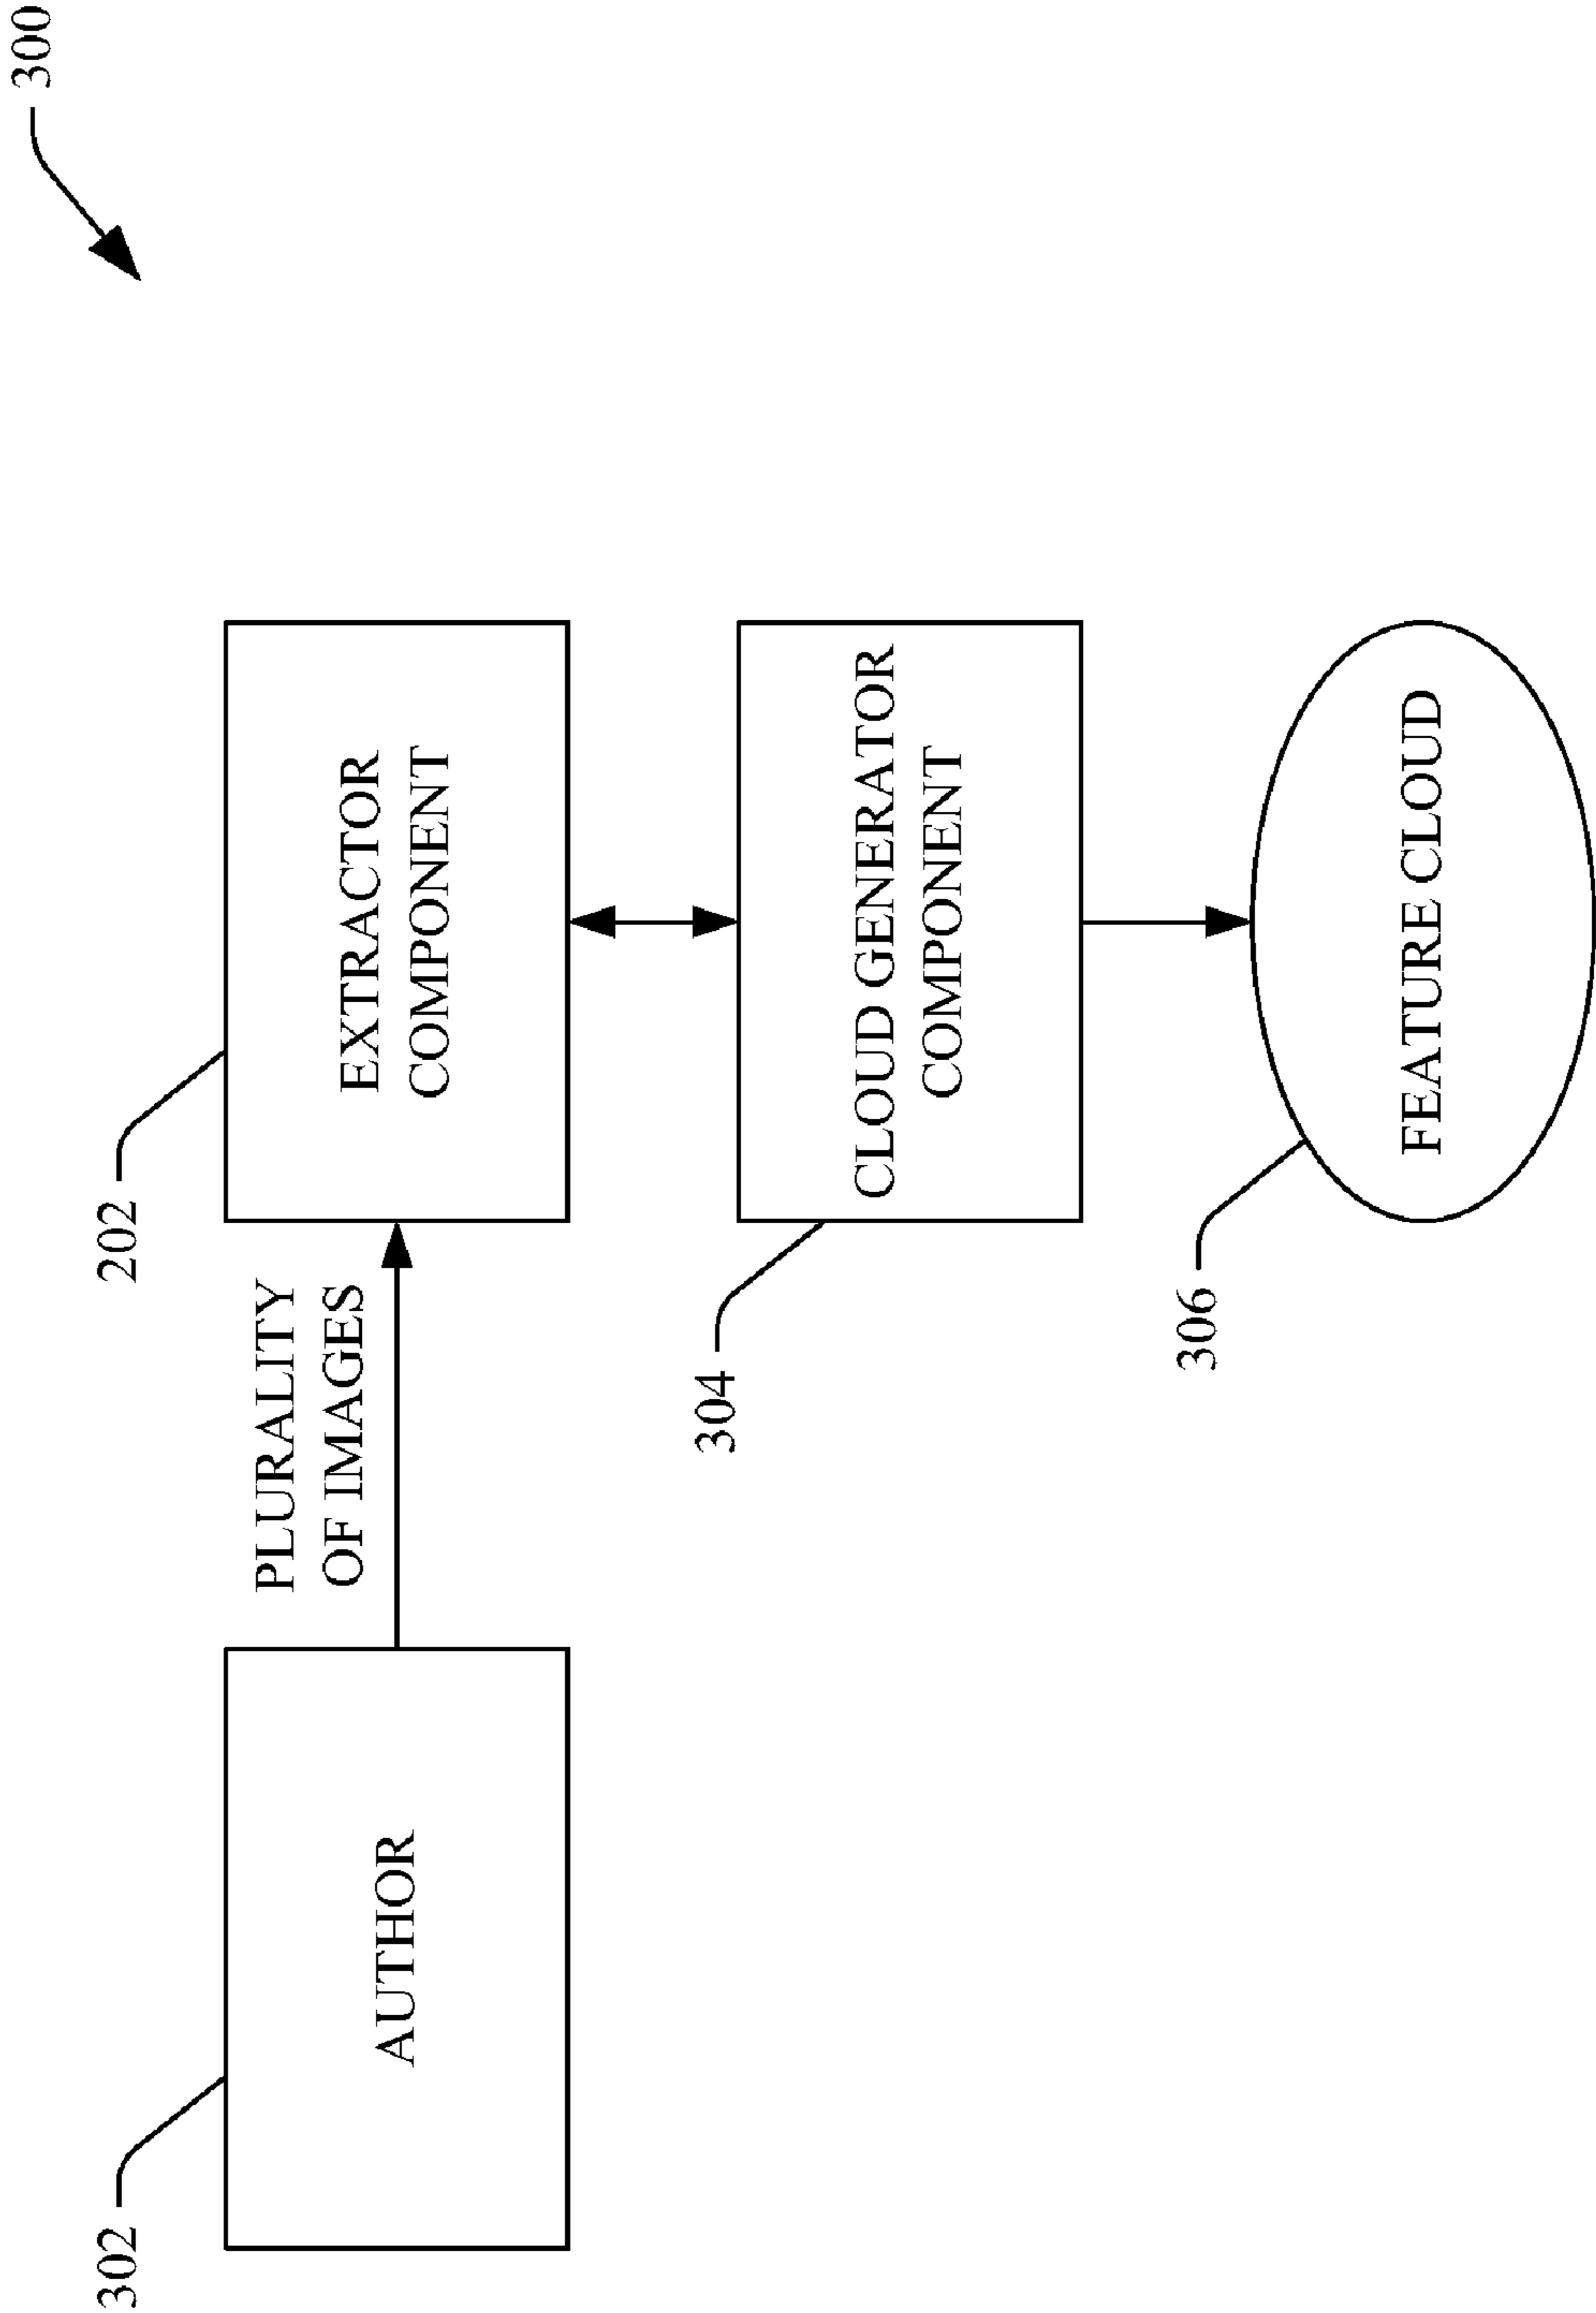 300
302
AUTHOR
PLURALITY
OF IMAGES
202
EXTRACTOR
COMPONENT
304
CLOUD GENERATOR
COMPONENT
306
FEATURE CLOUD